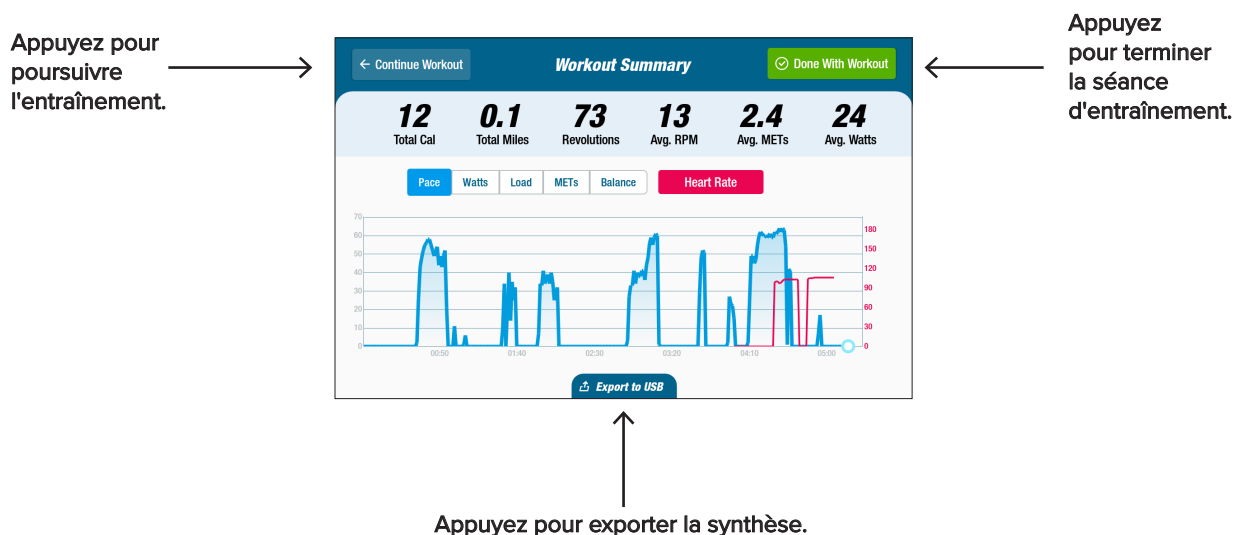 Appuyez pour
poursuivre
l'entraînement.
Appuyez
pour terminer
la séance
d'entraînement.
Continue Workout
Workout Summary
Done With Workout
12 0.1 73 13 2.4 24
Total Cal Total Miles Revolutions Avg. RPM Avg. METs Avg. Watts
Pace Watts Load METs Balance Heart Rate
70
60
50
40
30
20
10
0
180
150
120
90
60
30
0
00:50 01:40 02:30 03:20 04:10 05:00
Export to USB
Appuyez pour exporter la synthèse.